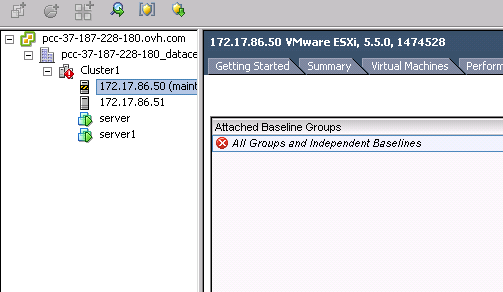 pcc-37-187-228-180.ovh.com
pcc-37-187-228-180_datace
Cluster1
172.17.86.50 (maint
172.17.86.51
server
server1
172.17.86.50 VMware ESXi, 5.5.0, 1474528
Getting Started
Summary
Virtual Machines
Perform
Attached Baseline Groups
All Groups and Independent Baselines